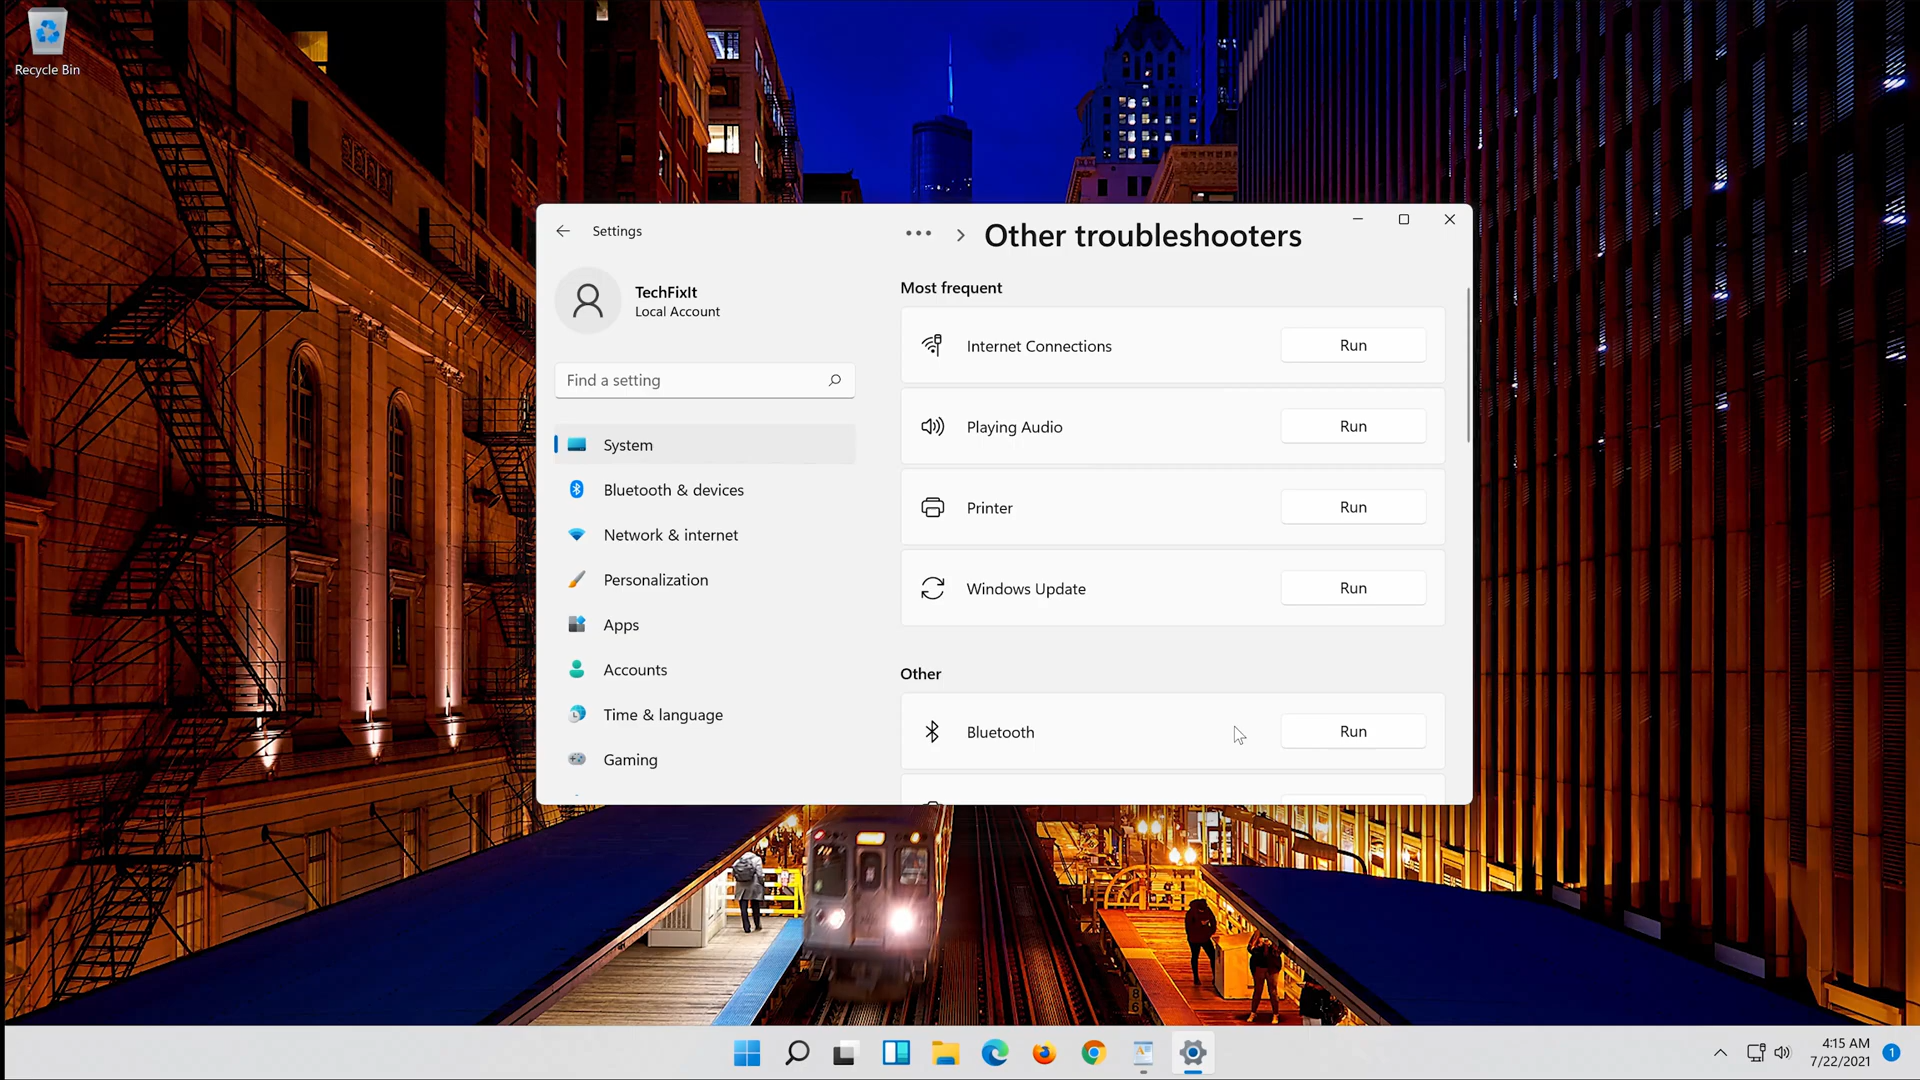 Recycle Bin
Settings
••• > Other troubleshooters
TechFixIt
Local Account
Find a setting
System
Bluetooth & devices
Network & internet
Personalization
Apps
Accounts
Time & language
Gaming
Most frequent
Internet Connections Run
Playing Audio Run
Printer Run
Windows Update Run
Other
Bluetooth Run
4:15 AM
7/22/2021
1